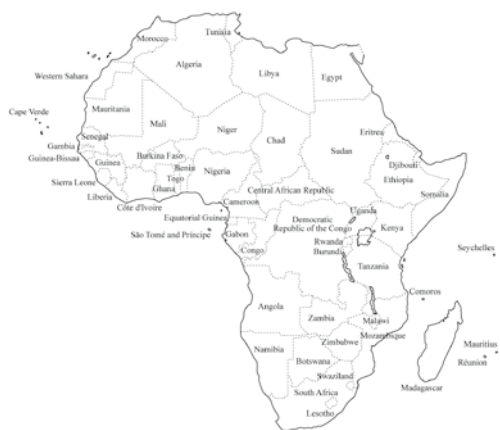 Tunisia
Morocco
Algeria
Libya
Egypt
Western Sahara
Mauritania
Mali
Niger
Chad
Sudan
Eritrea
Cape Verde
Senegal
Gambia
Guinea-Bissau
Guinea
Sierra Leone
Liberia
Côte d'Ivoire
Burkina Faso
Ghana
Togo
Benin
Nigeria
Djibouti
Ethiopia
Somalia
Central African Republic
Cameroon
Equatorial Guinea
São Tomé and Príncipe
Gabon
Congo
Democratic
Republic of the Congo
Uganda
Kenya
Rwanda
Burundi
Tanzania
Seychelles
Comoros
Angola
Zambia
Malawi
Mozambique
Zimbabwe
Namibia
Botswana
Swaziland
South Africa
Lesotho
Madagascar
Mauritius
Réunion